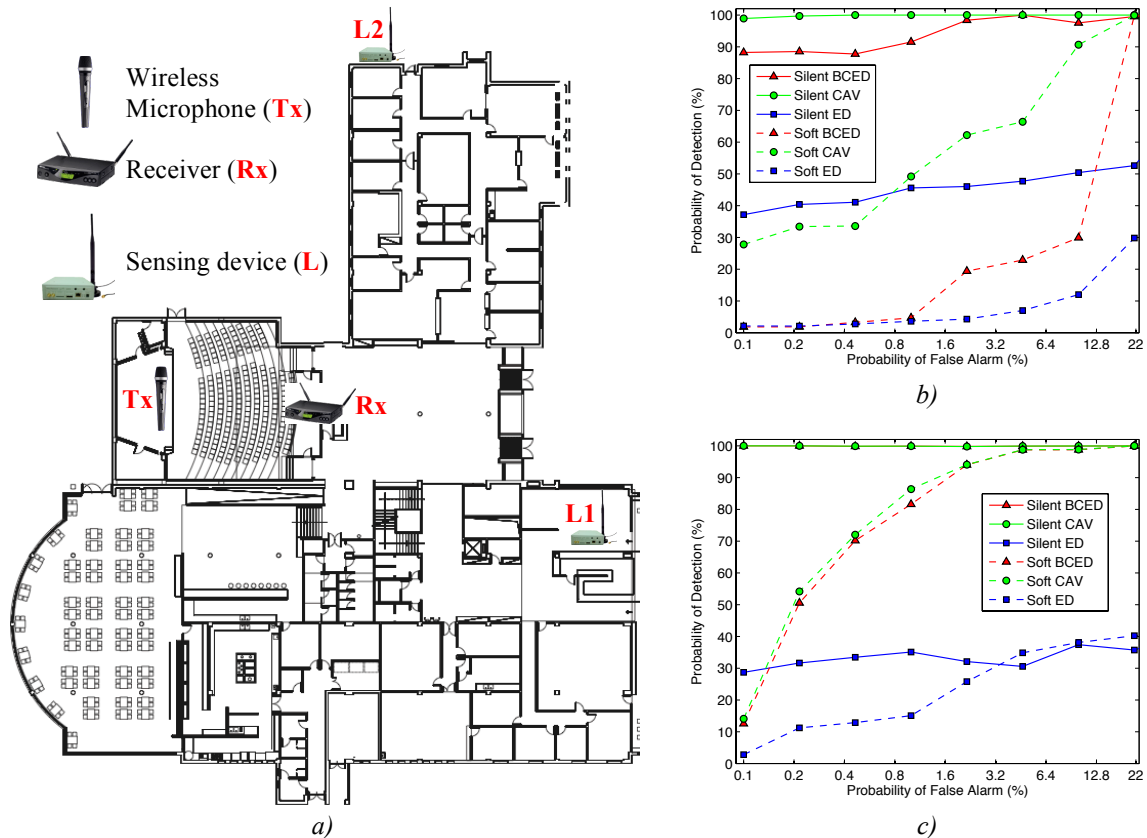 L2
Wireless
Microphone (Tx)
Receiver (Rx)
Sensing device (L)
Tx
Rx
L1
a)
100
90
80
70
60
50
40
30
20
10
0
Probability of Detection (%)
Silent BCED
Silent CAV
Silent ED
Soft BCED
Soft CAV
Soft ED
0.1 0.2 0.4 0.8 1.6 3.2 6.4 12.8 22
Probability of False Alarm (%)
b)
100
90
80
70
60
50
40
30
20
10
0
Probability of Detection (%)
Silent BCED
Silent CAV
Silent ED
Soft BCED
Soft CAV
Soft ED
0.1 0.2 0.4 0.8 1.6 3.2 6.4 12.8 22
Probability of False Alarm (%)
c)